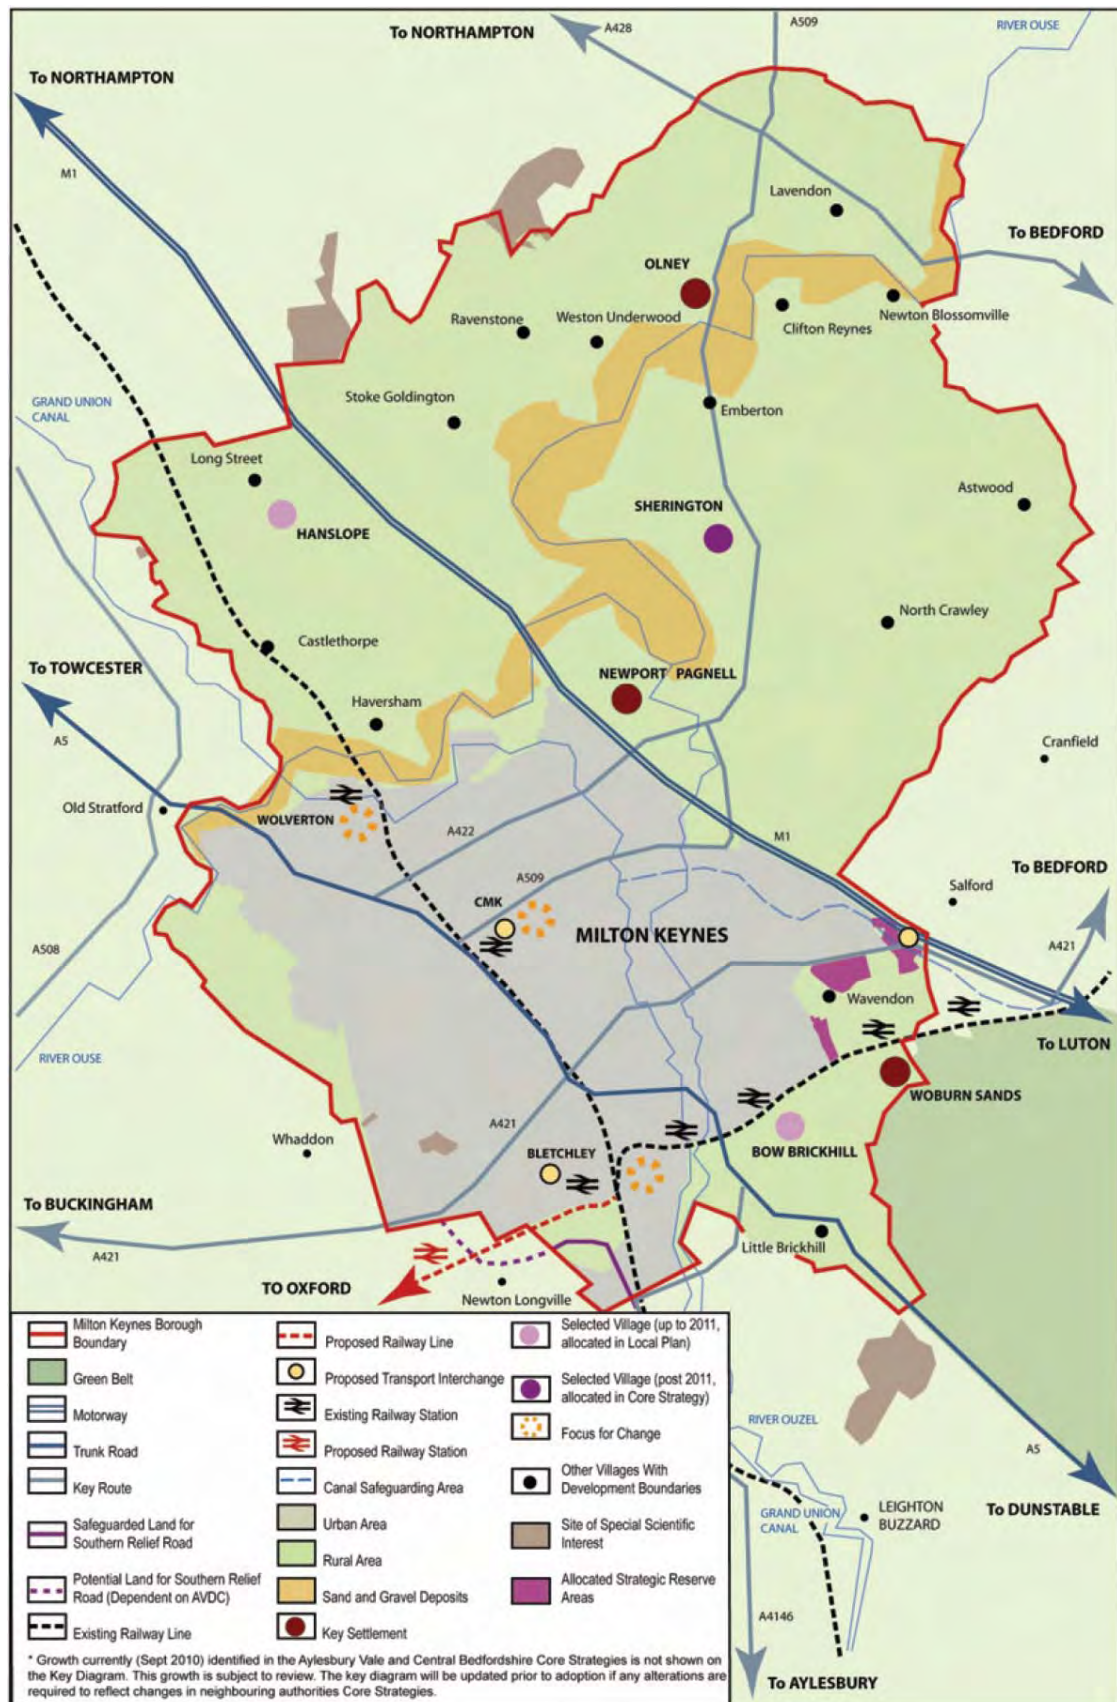 To NORTHAMPTON
A428
A509
RIVER OUSE
To NORTHAMPTON
M1
Lavendon
To BEDFORD
OLNEY
Ravenstone
Weston Underwood
Clifton Reynes
Newton Blossomville
GRAND UNION
CANAL
Stoke Goldington
Emberton
Long Street
HANSLOPE
SHERINGTON
Astwood
North Crawley
Castlethorpe
To TOWCESTER
NEWPORT PAGNELL
Haversham
A5
Cranfield
Old Stratford
WOLVERTON
A422
M1
A509
CMK
To BEDFORD
Salford
MILTON KEYNES
A508
A421
Wavendon
RIVER OUSE
To LUTON
WOBURN SANDS
Whaddon
A421
BLETCHLEY
BOW BRICKHILL
To BUCKINGHAM
A421
Little Brickhill
TO OXFORD
Newton Longville
Milton Keynes Borough
Boundary
Green Belt
Motorway
Trunk Road
Key Route
Safeguarded Land for
Southern Relief Road
Potential Land for Southern Relief
Road (Dependent on AVDC)
Existing Railway Line
Proposed Railway Line
Proposed Transport Interchange
Existing Railway Station
Proposed Railway Station
Canal Safeguarding Area
Urban Area
Rural Area
Sand and Gravel Deposits
Key Settlement
Selected Village (up to 2011,
allocated in Local Plan)
Selected Village (post 2011,
allocated in Core Strategy)
Focus for Change
Other Villages With
Development Boundaries
Site of Special Scientific
Interest
Allocated Strategic Reserve
Areas
* Growth currently (Sept 2010) identified in the Aylesbury Vale and Central Bedfordshire Core Strategies is not shown on
the Key Diagram. This growth is subject to review. The key diagram will be updated prior to adoption if any alterations are
required to reflect changes in neighbouring authorities Core Strategies.
RIVER OUZEL
A5
To DUNSTABLE
GRAND UNION
CANAL
LEIGHTON
BUZZARD
A4146
To AYLESBURY